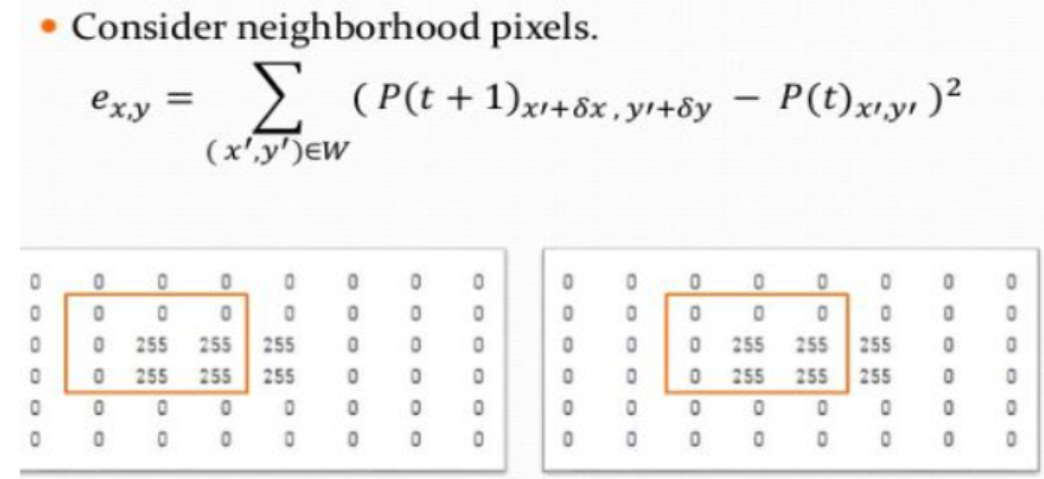 • Consider neighborhood pixels.
e_{x,y} = ∑_{(x',y')∈W} ( P(t + 1)_{x'+δx , y'+δy} − P(t)_{x',y'} )²
0 0 0 0 0 0 0 0
0 0 0 0 0 0 0 0
0 0 255 255 255 0 0 0
0 0 255 255 255 0 0 0
0 0 0 0 0 0 0 0
0 0 0 0 0 0 0 0
0 0 0 0 0 0 0 0
0 0 0 0 0 0 0 0
0 0 0 255 255 255 0 0
0 0 0 255 255 255 0 0
0 0 0 0 0 0 0 0
0 0 0 0 0 0 0 0